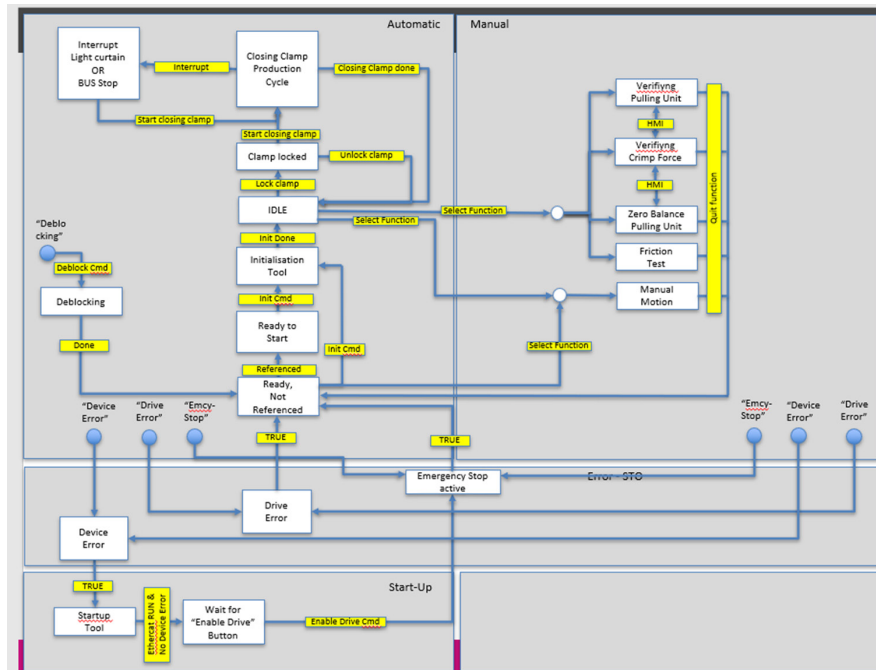 Automatic
Manual
Interrupt
Light curtain
OR
BUS Stop
Interrupt
Closing Clamp
Production
Cycle
Closing Clamp done
Start closing clamp
Start closing clamp
Clamp locked
Unlock clamp
Lock clamp
IDLE
Select Function
Select Function
Init Done
Initialisation
Tool
Init Cmd
Ready to
Start
Init Cmd
Referenced
Ready,
Not
Referenced
"Deblo
cking"
Deblock Cmd
Deblocking
Done
Verifiyng
Pulling Unit
HMI
Verifiyng
Crimp Force
HMI
Zero Balance
Pulling Unit
Friction
Test
Manual
Motion
Quit function
Select Function
"Device
Error"
"Drive
Error"
"Emcy-
Stop"
TRUE
TRUE
"Emcy-
Stop"
"Device
Error"
"Drive
Error"
Emergency Stop
active
Error - STO
Drive
Error
Device
Error
TRUE
Start-Up
Startup
Tool
Ethercat RUN &
No Device Error
Wait for
"Enable Drive"
Button
Enable Drive Cmd